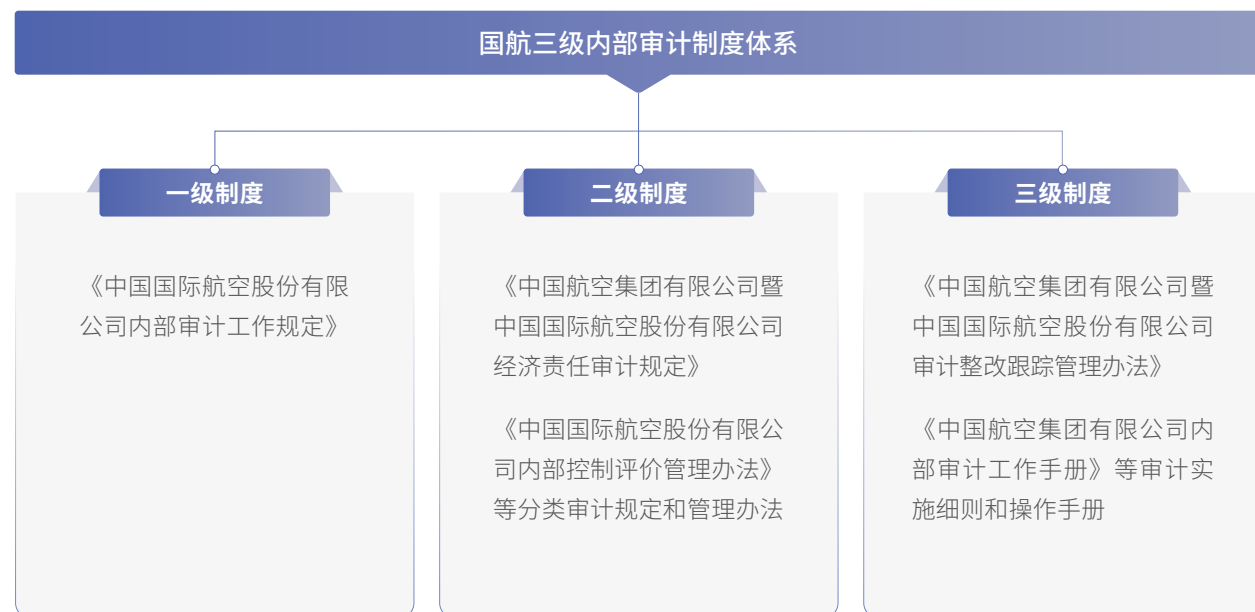 国航三级内部审计制度体系
一级制度
《中国国际航空股份有限
公司内部审计工作规定》
二级制度
《中国航空集团有限公司暨
中国国际航空股份有限公司
经济责任审计规定》
《中国国际航空股份有限公
司内部控制评价管理办法》
等分类审计规定和管理办法
三级制度
《中国航空集团有限公司暨
中国国际航空股份有限公司
审计整改跟踪管理办法》
《中国航空集团有限公司内
部审计工作手册》等审计实
施细则和操作手册